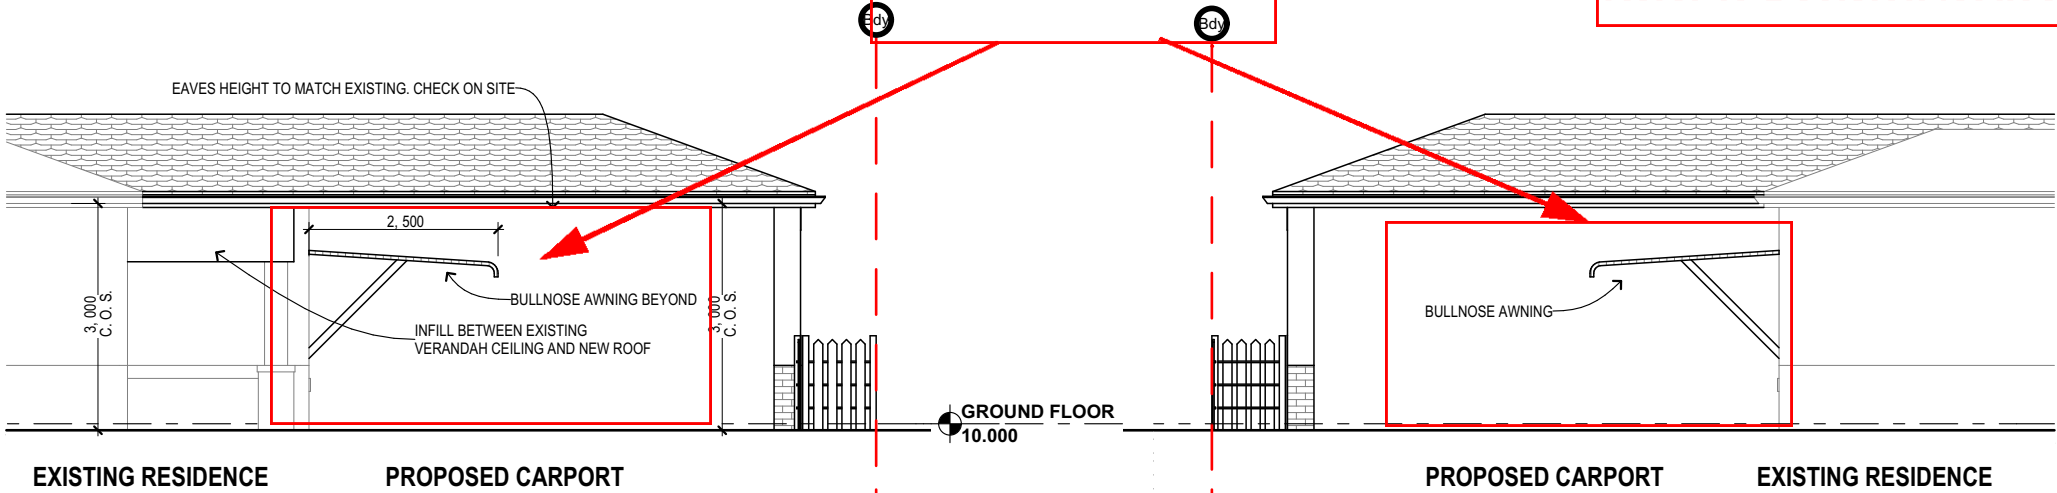 Bdy
Bdy
EAVES HEIGHT TO MATCH EXISTING. CHECK ON SITE
2, 500
BULLNOSE AWNING BEYOND
INFILL BETWEEN EXISTING
VERANDAH CEILING AND NEW ROOF
3, 000
C. O. S.
3, 000
C. O. S.
BULLNOSE AWNING
GROUND FLOOR
10.000
EXISTING RESIDENCE
PROPOSED CARPORT
PROPOSED CARPORT
EXISTING RESIDENCE